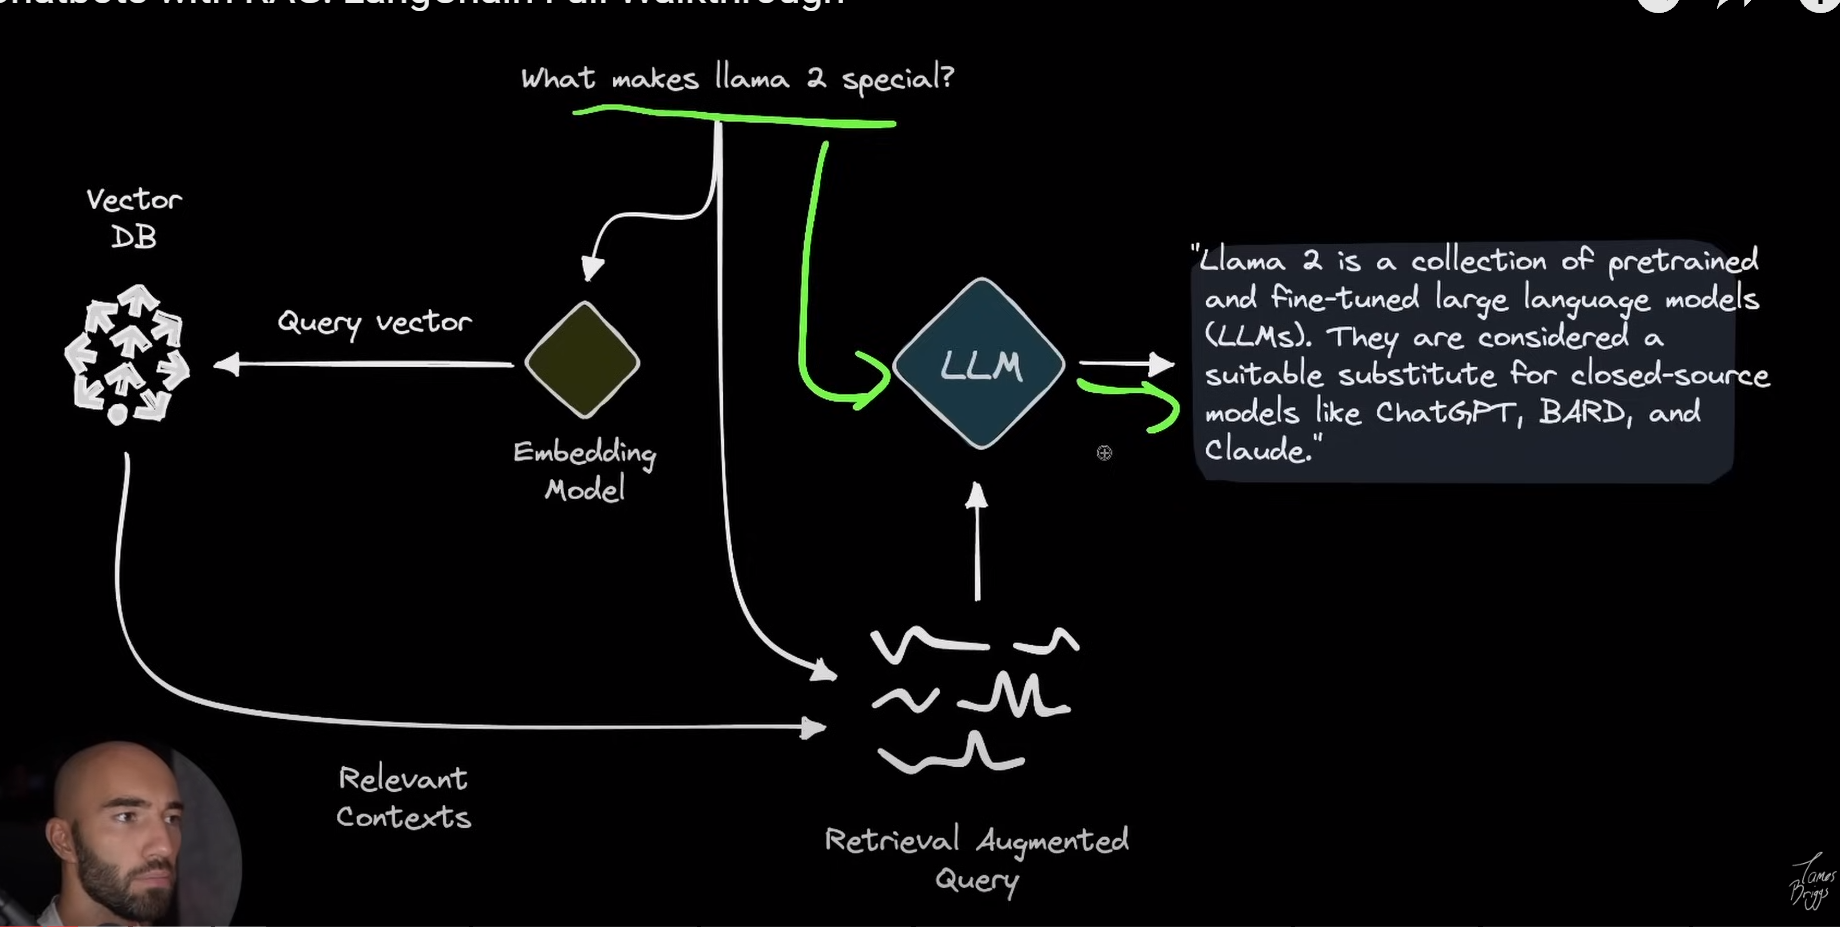 Chatbots with RAG: LangChain Full Walkthrough
What makes llama 2 special?
Vector
DB
Query vector
Embedding
Model
LLM
"Llama 2 is a collection of pretrained
and fine-tuned large language models
(LLMs). They are considered a
suitable substitute for closed-source
models like ChatGPT, BARD, and
Claude."
Relevant
Contexts
Retrieval Augmented
Query
James
Briggs